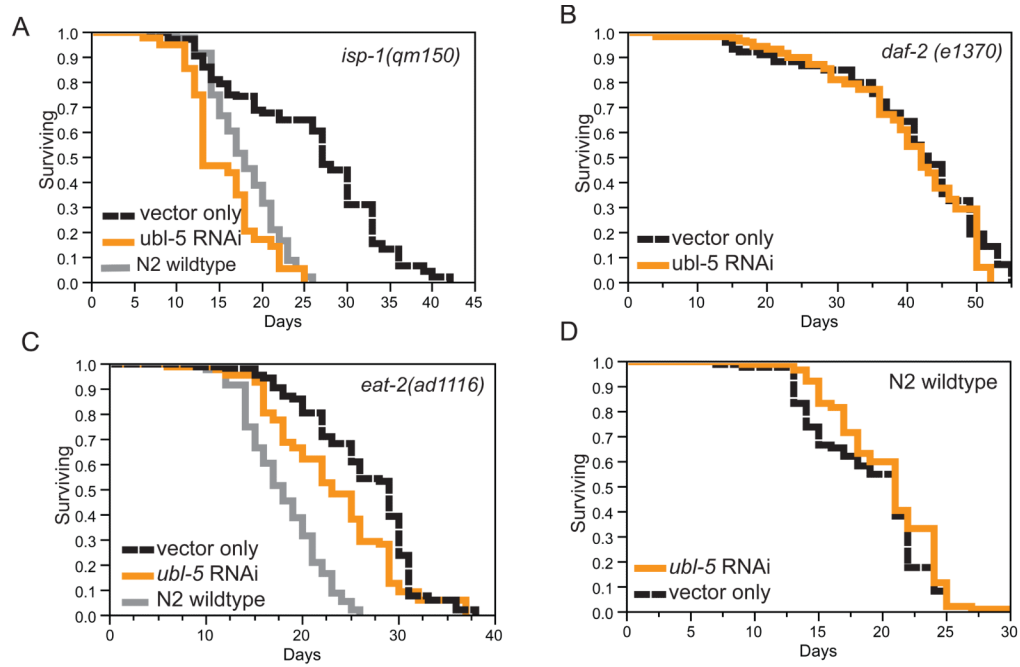 A
isp-1(qm150)
Surviving
1.0
0.9
0.8
0.7
0.6
0.5
0.4
0.3
0.2
0.1
0.0
vector only
ubl-5 RNAi
N2 wildtype
0 5 10 15 20 25 30 35 40 45
Days
B
daf-2 (e1370)
Surviving
1.0
0.9
0.8
0.7
0.6
0.5
0.4
0.3
0.2
0.1
0.0
vector only
ubl-5 RNAi
0 10 20 30 40 50
Days
C
eat-2(ad1116)
Surviving
1.0
0.9
0.8
0.7
0.6
0.5
0.4
0.3
0.2
0.1
0.0
vector only
ubl-5 RNAi
N2 wildtype
0 10 20 30 40
Days
D
N2 wildtype
Surviving
1.0
0.9
0.8
0.7
0.6
0.5
0.4
0.3
0.2
0.1
0.0
ubl-5 RNAi
vector only
0 5 10 15 20 25 30
Days